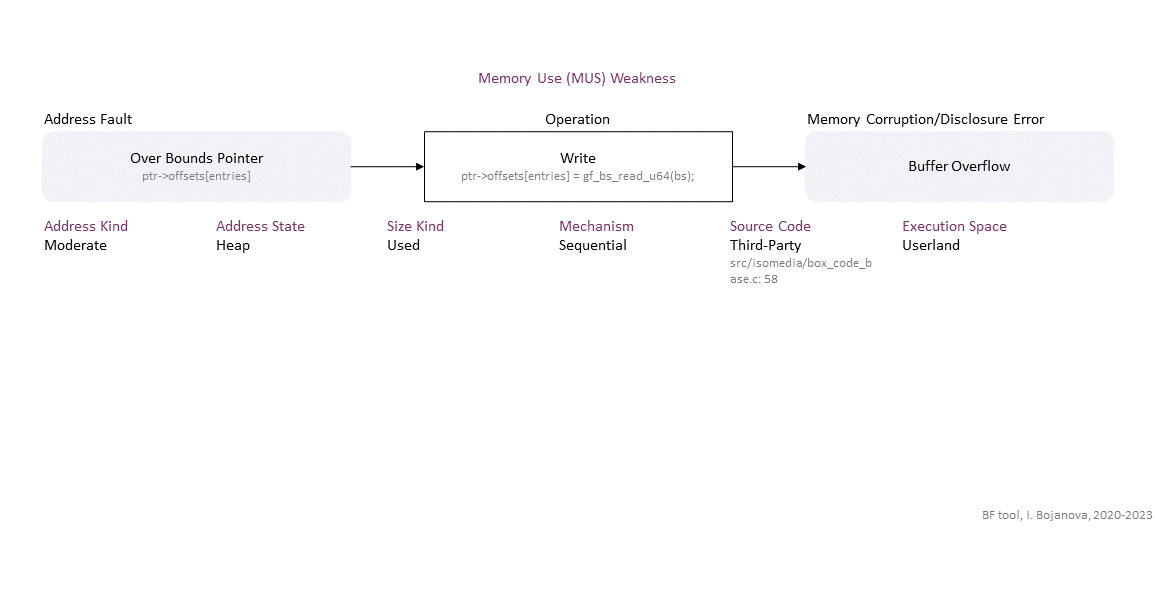 Memory Use (MUS) Weakness
Address Fault
Operation
Memory Corruption/Disclosure Error
Over Bounds Pointer
ptr->offsets[entries]
Write
ptr->offsets[entries] = gf_bs_read_u64(bs);
Buffer Overflow
Address Kind
Moderate
Address State
Heap
Size Kind
Used
Mechanism
Sequential
Source Code
Third-Party
src/isomedia/box_code_b
ase.c: 58
Execution Space
Userland
BF tool, I. Bojanova, 2020-2023